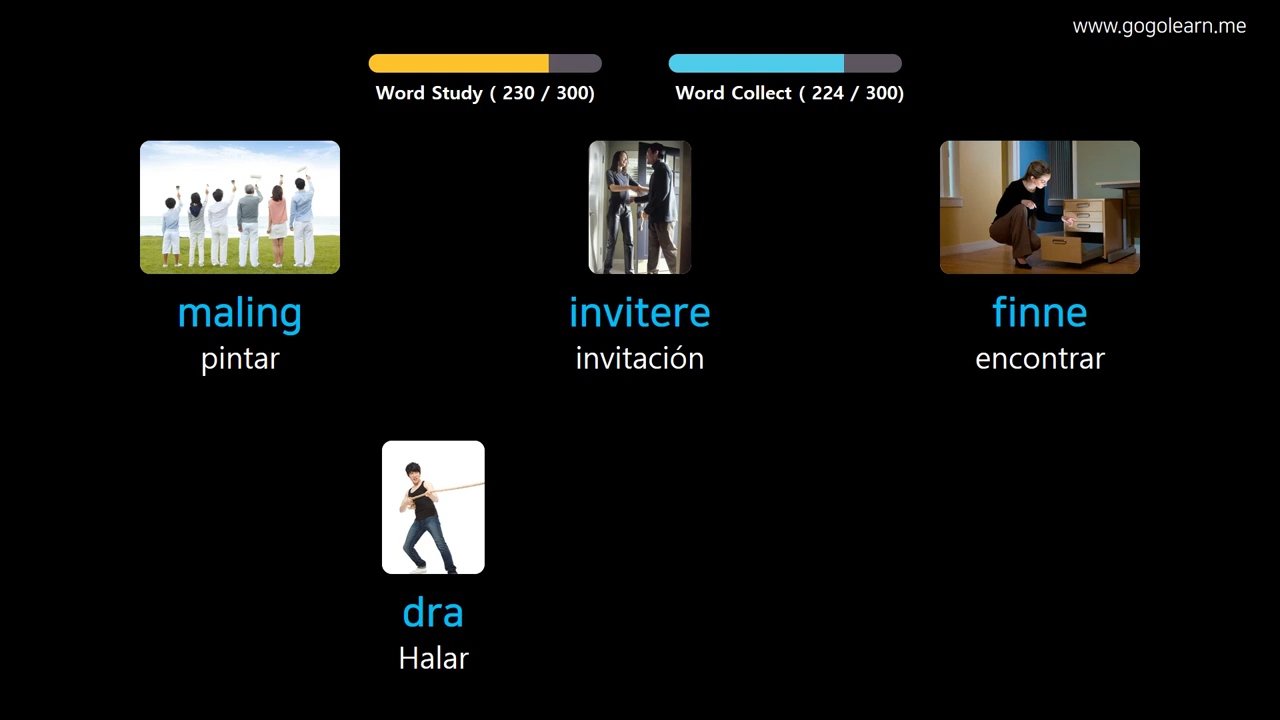 www.gogolearn.me
Word Study ( 230 / 300)
Word Collect ( 224 / 300)
maling
pintar
invitere
invitación
finne
encontrar
dra
Halar